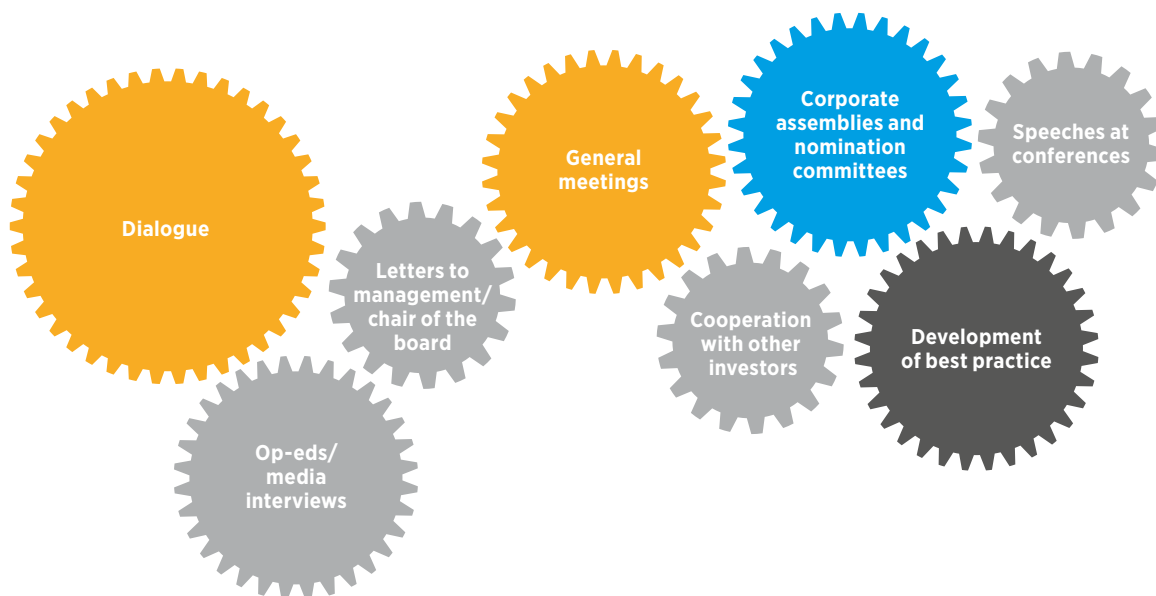 Dialogue
Letters to
management/
chair of the
board
Op-eds/
media
interviews
General
meetings
Corporate
assemblies and
nomination
committees
Cooperation
with other
investors
Speeches at
conferences
Development
of best practice